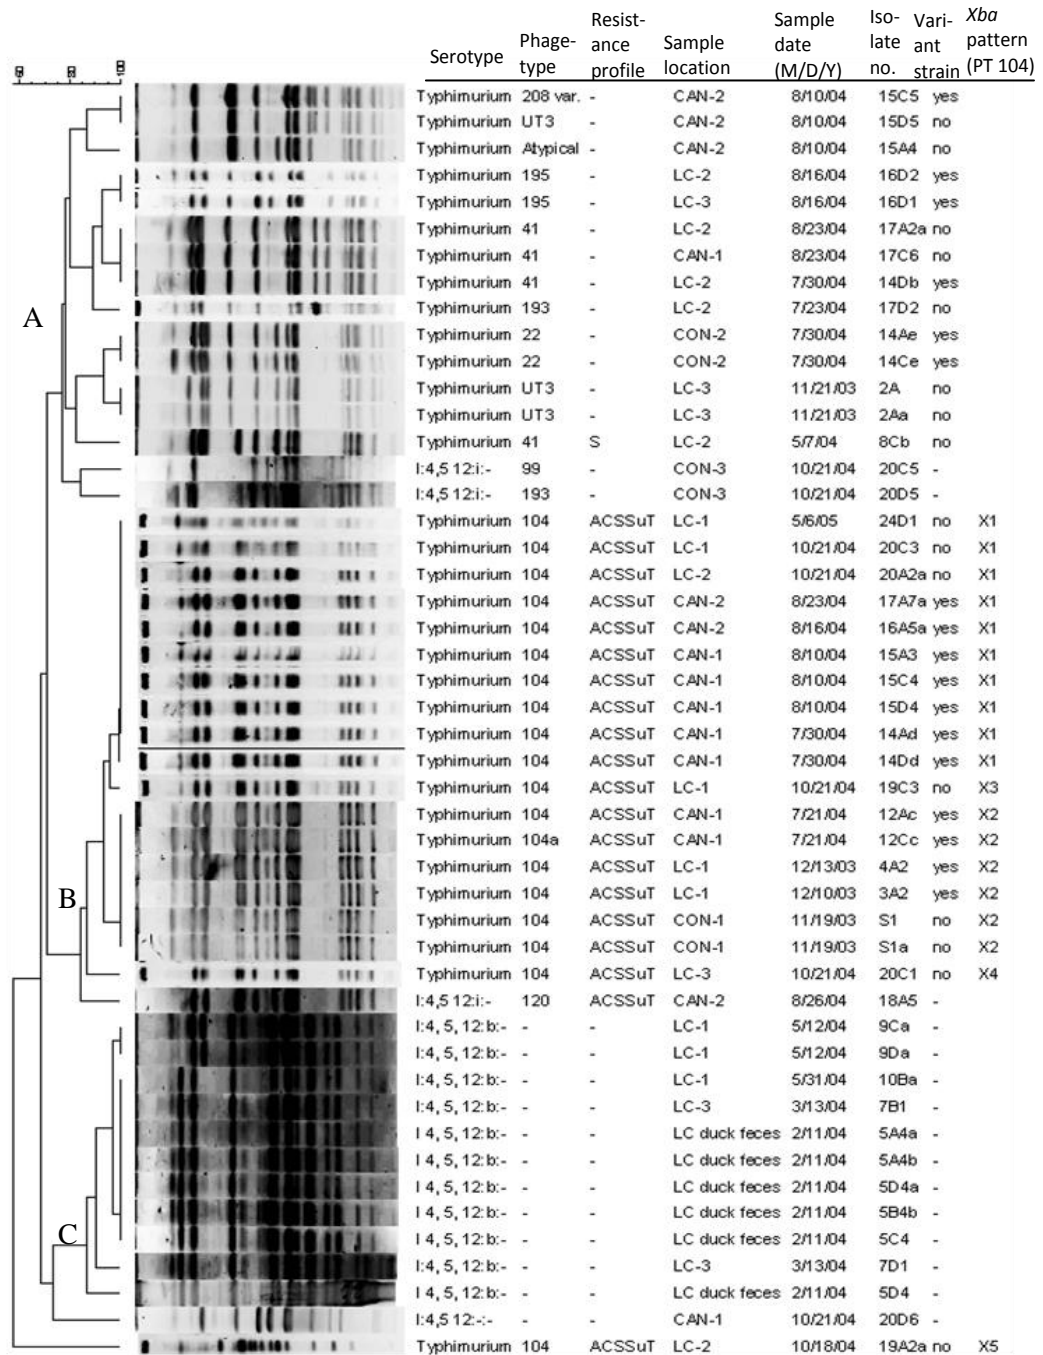 Serotype Phage-type Resist-ance profile Sample location Sample date (M/D/Y) Iso-late no. Vari-ant strain Xba pattern (PT 104)
100
Typhimurium 208 var. - CAN-2 8/10/04 15C5 yes
Typhimurium UT3 - CAN-2 8/10/04 15D5 no
Typhimurium Atypical - CAN-2 8/10/04 15A4 no
Typhimurium 195 - LC-2 8/16/04 16D2 yes
Typhimurium 195 - LC-3 8/16/04 16D1 yes
Typhimurium 41 - LC-2 8/23/04 17A2a no
Typhimurium 41 - CAN-1 8/23/04 17C6 no
Typhimurium 41 - LC-2 7/30/04 14Db yes
A Typhimurium 193 - LC-2 7/23/04 17D2 no
Typhimurium 22 - CON-2 7/30/04 14Ae yes
Typhimurium 22 - CON-2 7/30/04 14Ce yes
Typhimurium UT3 - LC-3 11/21/03 2A no
Typhimurium UT3 - LC-3 11/21/03 2Aa no
Typhimurium 41 S LC-2 5/7/04 8Cb no
I:4,5 12:i:- 99 - CON-3 10/21/04 20C5 -
I:4,5 12:i:- 193 - CON-3 10/21/04 20D5 -
Typhimurium 104 ACSSuT LC-1 5/6/05 24D1 no X1
Typhimurium 104 ACSSuT LC-1 10/21/04 20C3 no X1
Typhimurium 104 ACSSuT LC-2 10/21/04 20A2a no X1
Typhimurium 104 ACSSuT CAN-2 8/23/04 17A7a yes X1
Typhimurium 104 ACSSuT CAN-2 8/16/04 16A5a yes X1
Typhimurium 104 ACSSuT CAN-1 8/10/04 15A3 yes X1
Typhimurium 104 ACSSuT CAN-1 8/10/04 15C4 yes X1
Typhimurium 104 ACSSuT CAN-1 8/10/04 15D4 yes X1
Typhimurium 104 ACSSuT CAN-1 7/30/04 14Ad yes X1
Typhimurium 104 ACSSuT CAN-1 7/30/04 14Dd yes X1
Typhimurium 104 ACSSuT LC-1 10/21/04 19C3 no X3
Typhimurium 104 ACSSuT CAN-1 7/21/04 12Ac yes X2
Typhimurium 104a ACSSuT CAN-1 7/21/04 12Cc yes X2
Typhimurium 104 ACSSuT LC-1 12/13/03 4A2 yes X2
B Typhimurium 104 ACSSuT LC-1 12/10/03 3A2 yes X2
Typhimurium 104 ACSSuT CON-1 11/19/03 S1 no X2
Typhimurium 104 ACSSuT CON-1 11/19/03 S1a no X2
Typhimurium 104 ACSSuT LC-3 10/21/04 20C1 no X4
I:4,5 12:i:- 120 ACSSuT CAN-2 8/26/04 18A5 -
I:4, 5, 12:b:- - - LC-1 5/12/04 9Ca -
I:4, 5, 12:b:- - - LC-1 5/12/04 9Da -
I:4, 5, 12:b:- - - LC-1 5/31/04 10Ba -
I:4, 5, 12:b:- - - LC-3 3/13/04 7B1 -
I 4, 5, 12:b:- - - LC duck feces 2/11/04 5A4a -
I 4, 5, 12:b:- - - LC duck feces 2/11/04 5A4b -
I 4, 5, 12:b:- - - LC duck feces 2/11/04 5D4a -
I 4, 5, 12:b:- - - LC duck feces 2/11/04 5B4b -
C I 4, 5, 12:b:- - - LC duck feces 2/11/04 5C4 -
I:4, 5, 12:b:- - - LC-3 3/13/04 7D1 -
I 4, 5, 12:b:- - - LC duck feces 2/11/04 5D4 -
I:4,5 12:-:- - - CAN-1 10/21/04 20D6 -
Typhimurium 104 ACSSuT LC-2 10/18/04 19A2a no X5